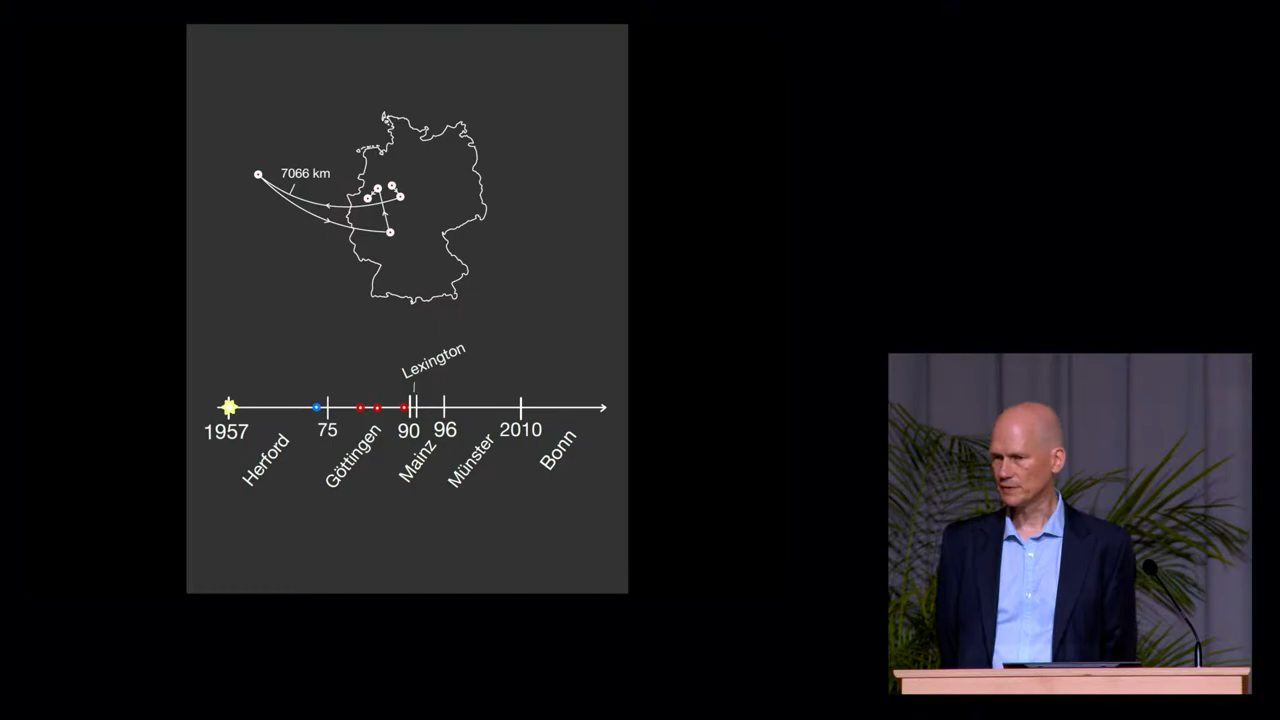 7066 km
Lexington
1957
75
90
96
2010
Herford
Göttingen
Mainz
Münster
Bonn